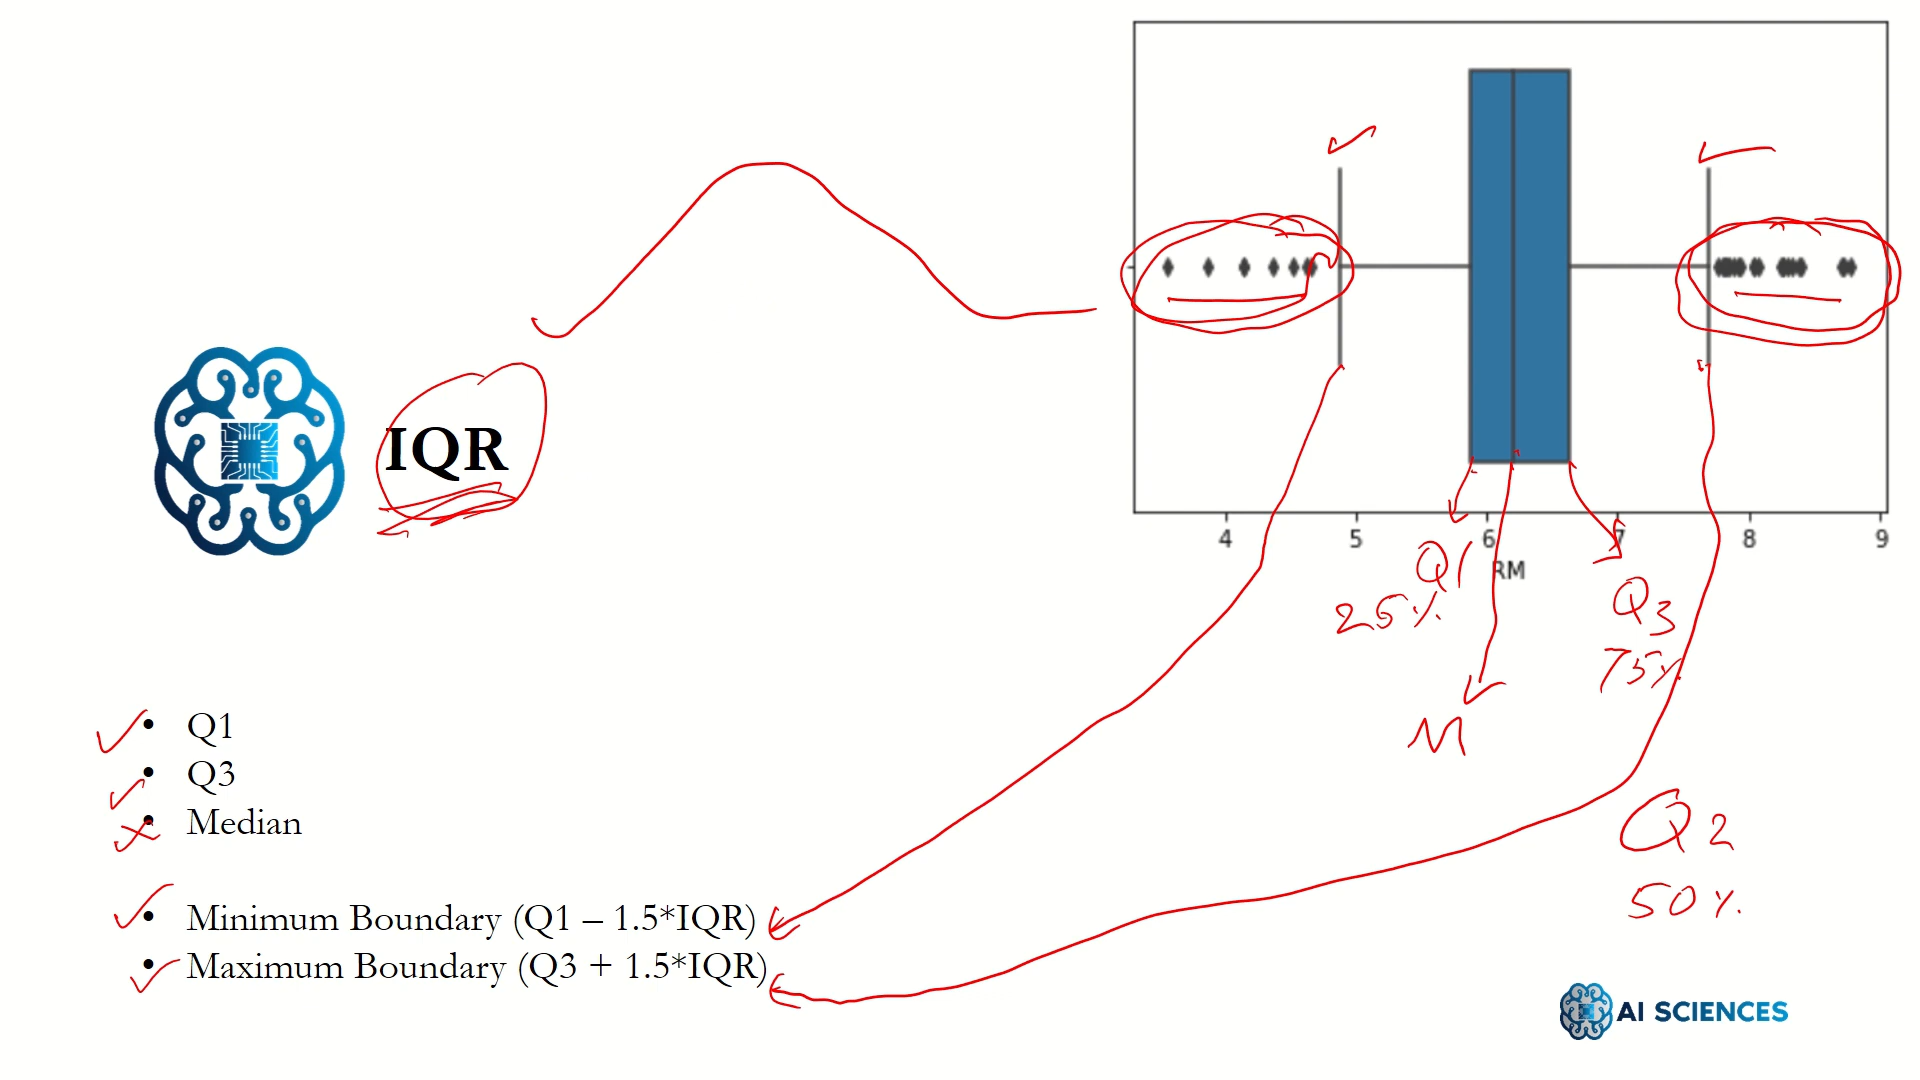 4 5 6 7 8 9
RM
Q1
25%
Q3
75%
M
Q2
50%
IQR
• Q1
• Q3
• Median
• Minimum Boundary (Q1 – 1.5*IQR)
• Maximum Boundary (Q3 + 1.5*IQR)
AI SCIENCES